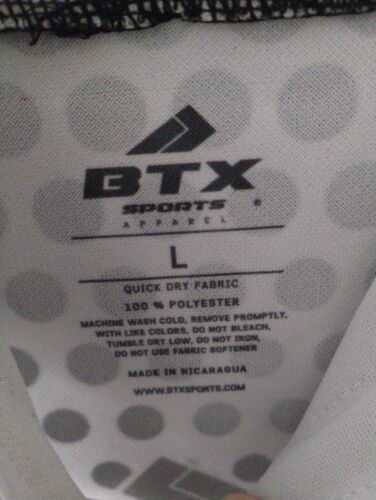 BTX
SPORTS
APPAREL ®
L
QUICK DRY FABRIC
100 % POLYESTER
MACHINE WASH COLD, REMOVE PROMPTLY.
WITH LIKE COLORS, DO NOT BLEACH,
TUMBLE DRY LOW, DO NOT IRON,
DO NOT USE FABRIC SOFTENER
MADE IN NICARAGUA
WWW.BTXSPORTS.COM